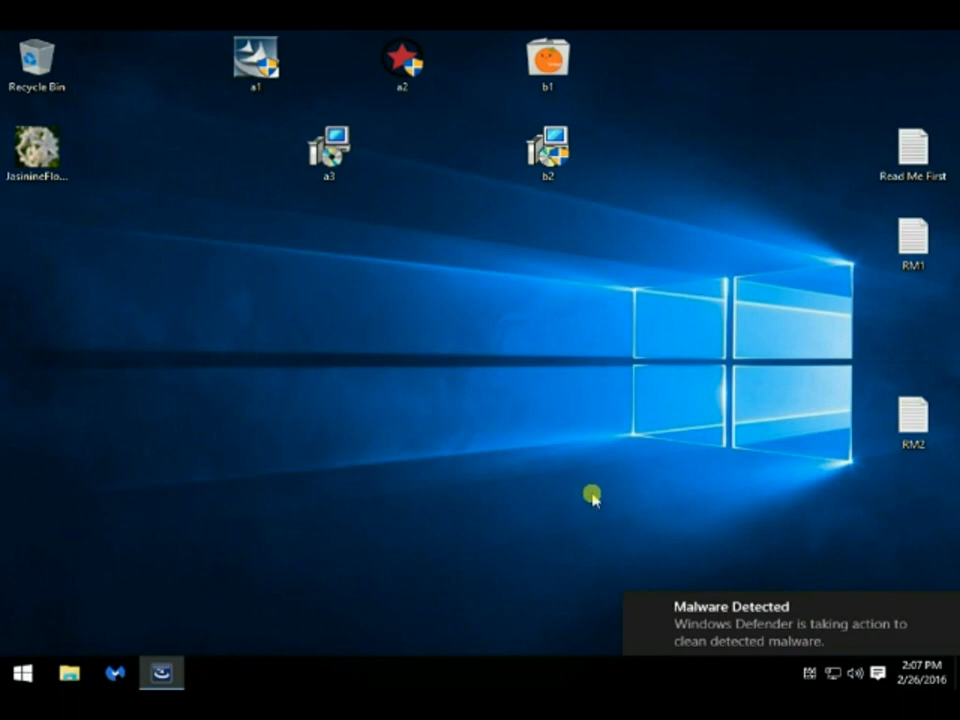 Recycle Bin
a1
a2
b1
JasinineFlo...
a3
b2
Read Me First
RM1
RM2
Malware Detected
Windows Defender is taking action to
clean detected malware.
2:07 PM
2/26/2016